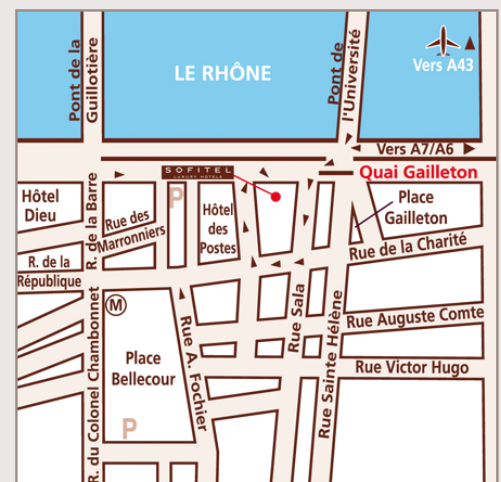 Pont de la
Guillotière
LE RHÔNE
Pont de
l'Université
Vers A43
Vers A7/A6
SOFITEL
LUXURY HOTELS
Quai Gailleton
Hôtel
Dieu
R. de la Barre
Rue des
Marronniers
P
Hôtel
des
Postes
Place
Gailleton
Rue de la Charité
R. de la
République
M
Rue Sala
Rue Sainte Hélène
Rue Auguste Comte
R. du Colonel Chambonnet
Place
Bellecour
Rue A. Fochier
Rue Victor Hugo
P